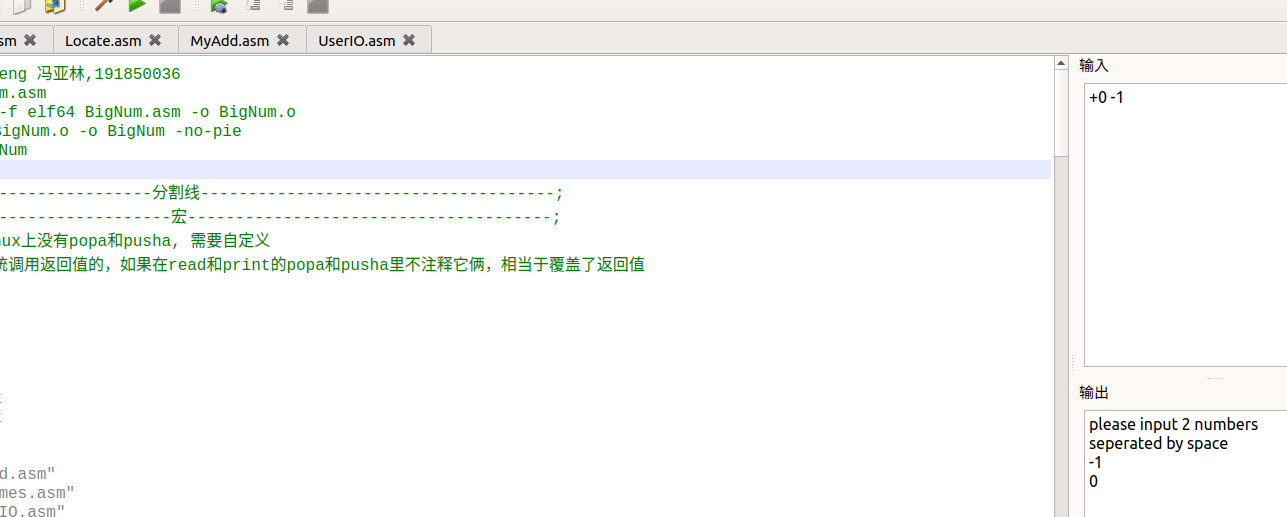 sm Locate.asm MyAdd.asm UserIO.asm
eng 冯亚林,191850036
m.asm
-f elf64 BigNum.asm -o BigNum.o
BigNum.o -o BigNum -no-pie
Num
----------------分割线-------------------------------------;
------------------宏--------------------------------------;
nux上没有popa和pusha, 需要自定义
统调用返回值的，如果在read和print的popa和pusha里不注释它俩，相当于覆盖了返回值
d.asm"
mes.asm"
IO.asm"
输入
+0 -1
输出
please input 2 numbers
seperated by space
-1
0